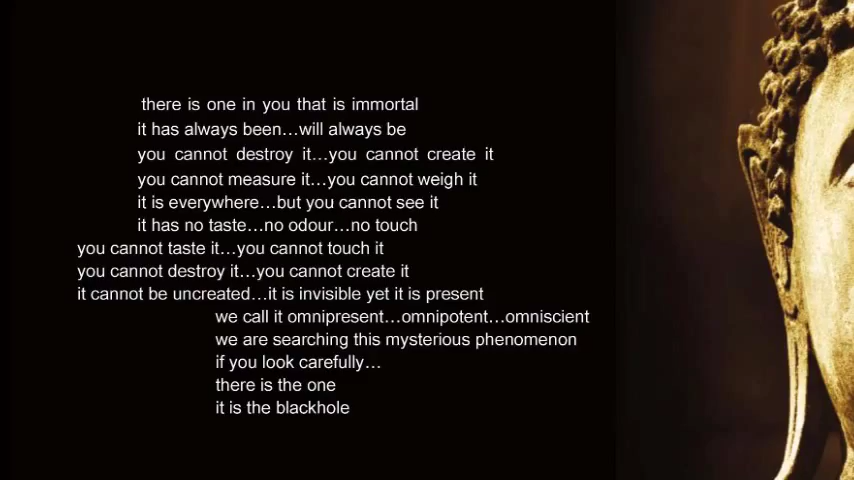 there is one in you that is immortal
it has always been...will always be
you cannot destroy it...you cannot create it
you cannot measure it...you cannot weigh it
it is everywhere...but you cannot see it
it has no taste...no odour...no touch
you cannot taste it...you cannot touch it
you cannot destroy it...you cannot create it
it cannot be uncreated...it is invisible yet it is present
we call it omnipresent...omnipotent...omniscient
we are searching this mysterious phenomenon
if you look carefully...
there is the one
it is the blackhole